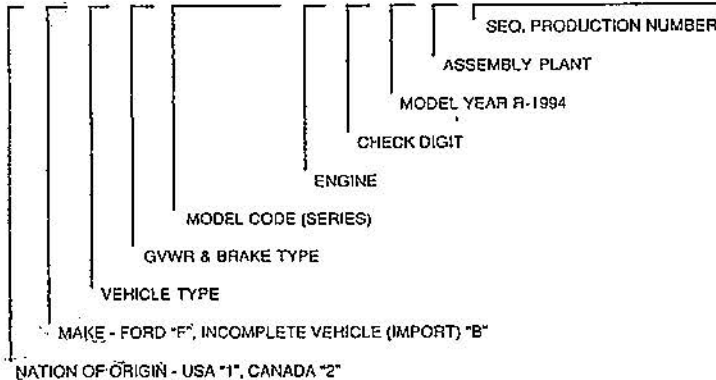 SEQ. PRODUCTION NUMBER
ASSEMBLY PLANT
MODEL YEAR R-1994
CHECK DIGIT
ENGINE
MODEL CODE (SERIES)
GVWR & BRAKE TYPE
VEHICLE TYPE
MAKE - FORD "F", INCOMPLETE VEHICLE (IMPORT) "B"
NATION OF ORIGIN - USA "1", CANADA "2"